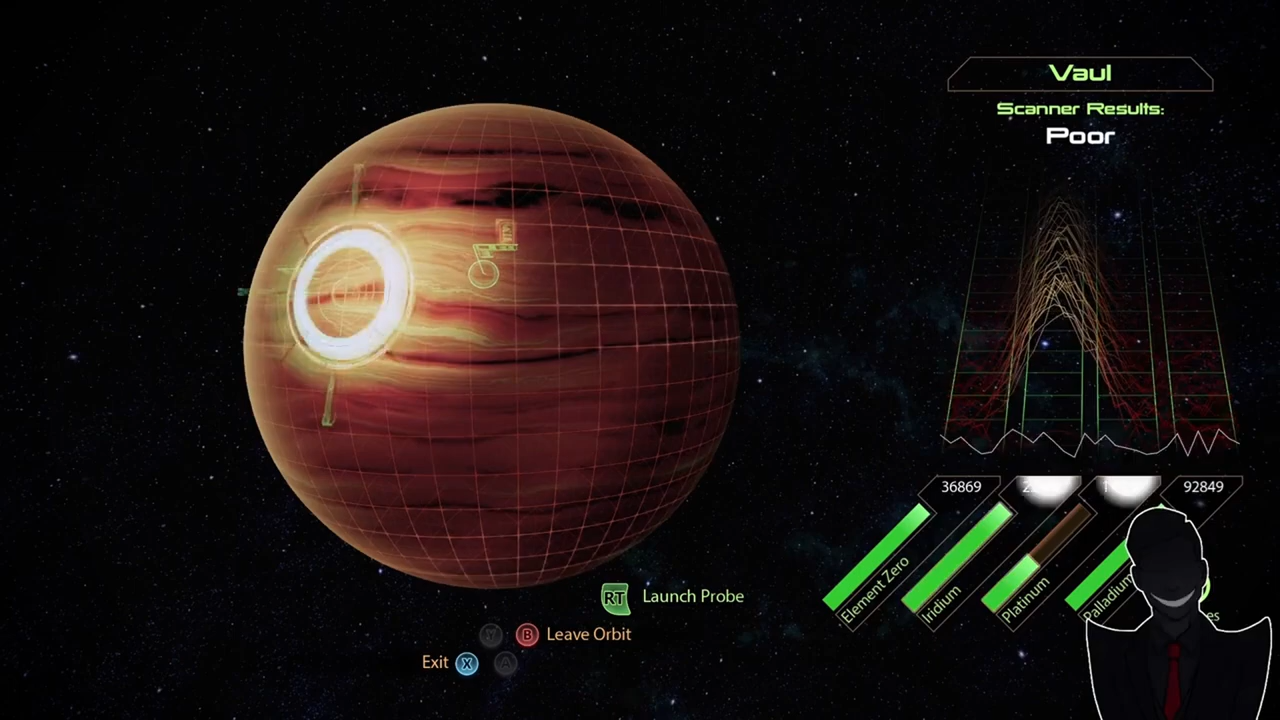 Vaul
Scanner Results:
Poor
36869
92849
Element Zero
Iridium
Platinum
Palladium
RT Launch Probe
Y B Leave Orbit
Exit X A